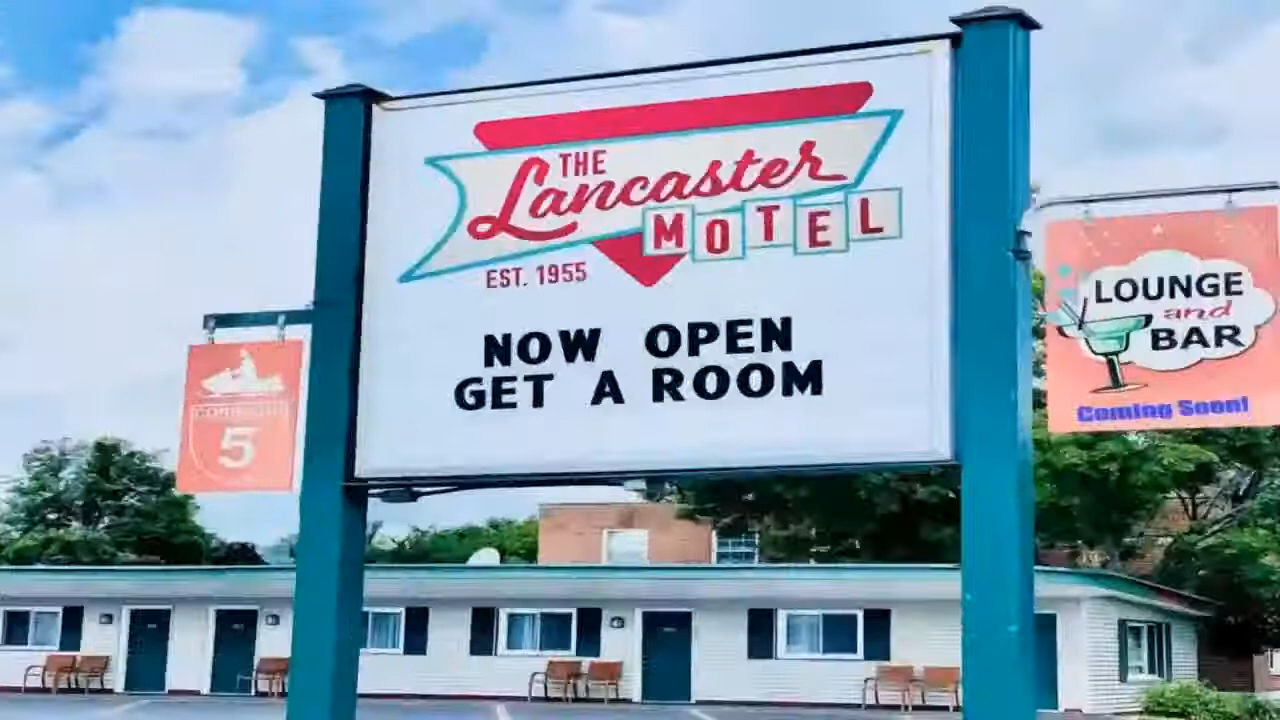 THE
Lancaster
MOTEL
EST. 1955
NOW OPEN
GET A ROOM
5
LOUNGE
and
BAR
Coming Soon!